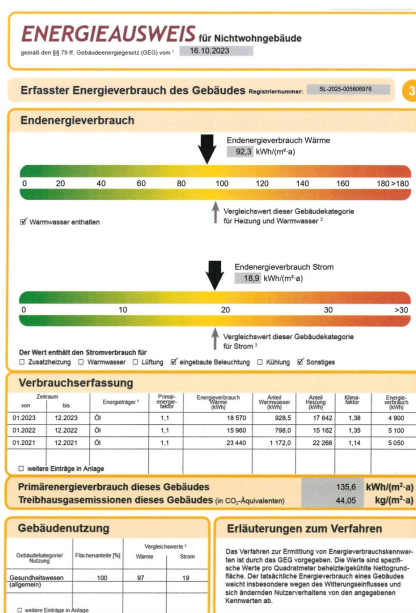 ENERGIEAUSWEIS für Nichtwohngebäude
gemäß den §§ 79 ff. Gebäudeenergiegesetz (GEG) vom ¹ 16.10.2023
Erfasster Energieverbrauch des Gebäudes Registriernummer: SL-2025-005806976 3
Endenergieverbrauch
Endenergieverbrauch Wärme
92,3 kWh/(m²·a)
0 20 40 60 80 100 120 140 160 180 >180
☑ Warmwasser enthalten
Vergleichswert dieser Gebäudekategorie
für Heizung und Warmwasser ²
Endenergieverbrauch Strom
18,9 kWh/(m²·a)
0 10 20 30 >30
Vergleichswert dieser Gebäudekategorie
für Strom ²
Der Wert enthält den Stromverbrauch für
☐ Zusatzheizung ☐ Warmwasser ☐ Lüftung ☑ eingebaute Beleuchtung ☐ Kühlung ☑ Sonstiges
Verbrauchserfassung
Zeitraum
von bis
Energieträger ³
Primär-
energie-
faktor
Energieverbrauch
Wärme
(kWh)
Anteil
Warmwasser
(kWh)
Anteil
Heizung
(kWh)
Klima-
faktor
Energie-
verbrauch
(kWh)
01.2023 12.2023 Öl 1,1 18 570 928,5 17 642 1,38 4 900
01.2022 12.2022 Öl 1,1 15 960 798,0 15 162 1,35 5 100
01.2021 12.2021 Öl 1,1 23 440 1 172,0 22 268 1,14 5 050
☐ weitere Einträge in Anlage
Primärenergieverbrauch dieses Gebäudes 135,6 kWh/(m²·a)
Treibhausgasemissionen dieses Gebäudes (in CO₂-Äquivalenten) 44,05 kg/(m²·a)
Gebäudenutzung
Gebäudekategorie/
Nutzung
Flächenanteile [%]
Vergleichswerte ²
Wärme Strom
Gesundheitswesen
(allgemein)
100 97 19
☐ weitere Einträge in Anlage
Erläuterungen zum Verfahren
Das Verfahren zur Ermittlung von Energieverbrauchskennwer-
ten ist durch das GEG vorgegeben. Die Werte sind spezifi-
sche Werte pro Quadratmeter beheizte/gekühlte Nettogrund-
fläche. Der tatsächliche Energieverbrauch eines Gebäudes
weicht insbesondere wegen des Witterungseinflusses und
sich ändernden Nutzerverhaltens von den angegebenen
Kennwerten ab.